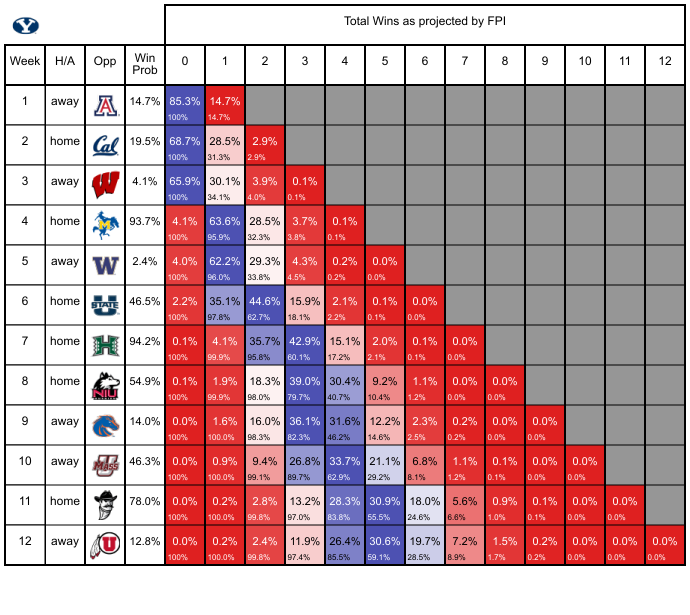 Total Wins as projected by FPI
Week H/A Opp Win Prob 0 1 2 3 4 5 6 7 8 9 10 11 12
1 away A 14.7% 85.3% 14.7%
100% 14.7%
2 home Cal 19.5% 68.7% 28.5% 2.9%
100% 31.3% 2.9%
3 away W 4.1% 65.9% 30.1% 3.9% 0.1%
100% 34.1% 4.0% 0.1%
4 home M 93.7% 4.1% 63.6% 28.5% 3.7% 0.1%
100% 95.9% 32.3% 3.8% 0.1%
5 away W 2.4% 4.0% 62.2% 29.3% 4.3% 0.2% 0.0%
100% 96.0% 33.8% 4.5% 0.2% 0.0%
6 home U STATE 46.5% 2.2% 35.1% 44.6% 15.9% 2.1% 0.1% 0.0%
100% 97.8% 62.7% 18.1% 2.2% 0.1% 0.0%
7 home H 94.2% 0.1% 4.1% 35.7% 42.9% 15.1% 2.0% 0.1% 0.0%
100% 99.9% 95.8% 60.1% 17.2% 2.1% 0.1% 0.0%
8 home NIU 54.9% 0.1% 1.9% 18.3% 39.0% 30.4% 9.2% 1.1% 0.0% 0.0%
100% 99.9% 98.0% 79.7% 40.7% 10.4% 1.2% 0.0% 0.0%
9 away 14.0% 0.0% 1.6% 16.0% 36.1% 31.6% 12.2% 2.3% 0.2% 0.0% 0.0%
100% 100.0% 98.3% 82.3% 46.2% 14.6% 2.5% 0.2% 0.0% 0.0%
10 away UMass 46.3% 0.0% 0.9% 9.4% 26.8% 33.7% 21.1% 6.8% 1.1% 0.1% 0.0% 0.0%
100% 100.0% 99.1% 89.7% 62.9% 29.2% 8.1% 1.2% 0.1% 0.0% 0.0%
11 home 78.0% 0.0% 0.2% 2.8% 13.2% 28.3% 30.9% 18.0% 5.6% 0.9% 0.1% 0.0% 0.0%
100% 100.0% 99.8% 97.0% 83.8% 55.5% 24.6% 6.6% 1.0% 0.1% 0.0% 0.0%
12 away U 12.8% 0.0% 0.2% 2.4% 11.9% 26.4% 30.6% 19.7% 7.2% 1.5% 0.2% 0.0% 0.0% 0.0%
100% 100.0% 99.8% 97.4% 85.5% 59.1% 28.5% 8.9% 1.7% 0.2% 0.0% 0.0% 0.0%